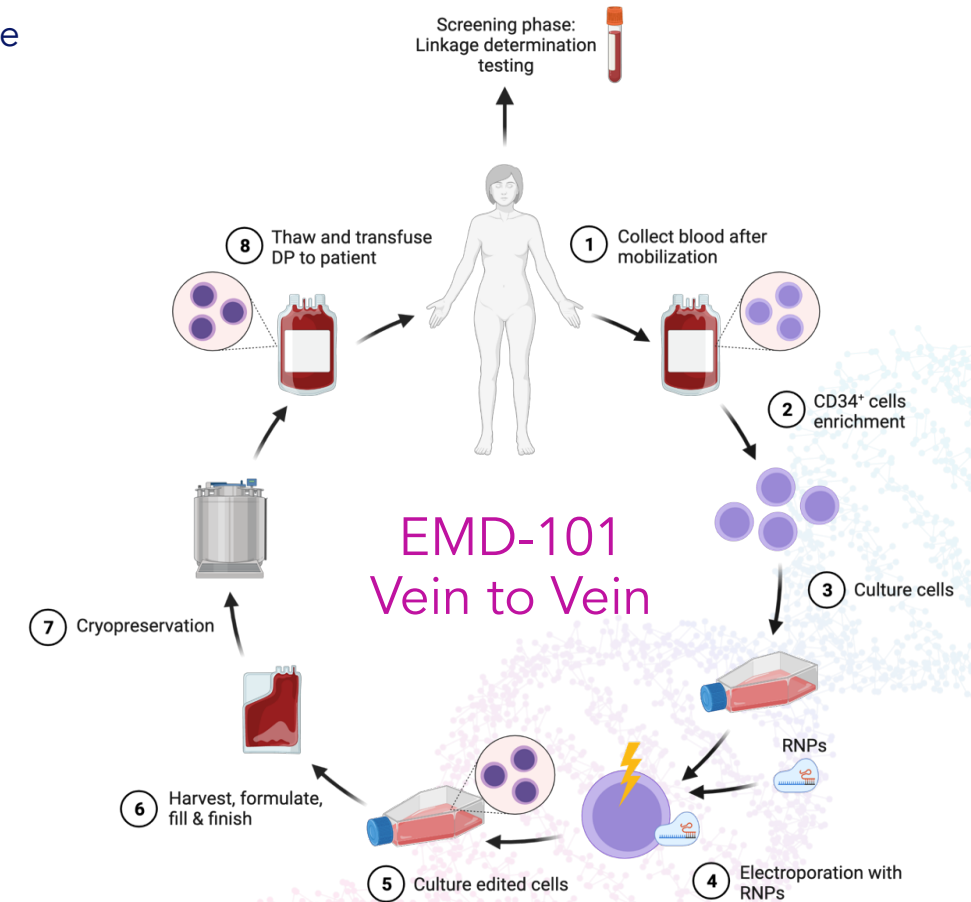 e
Screening phase:
Linkage determination
testing
8
Thaw and transfuse
DP to patient
1
Collect blood after
mobilization
2
CD34⁺ cells
enrichment
EMD-101
Vein to Vein
3
Culture cells
7
Cryopreservation
RNPs
6
Harvest, formulate,
fill & finish
5
Culture edited cells
4
Electroporation with
RNPs